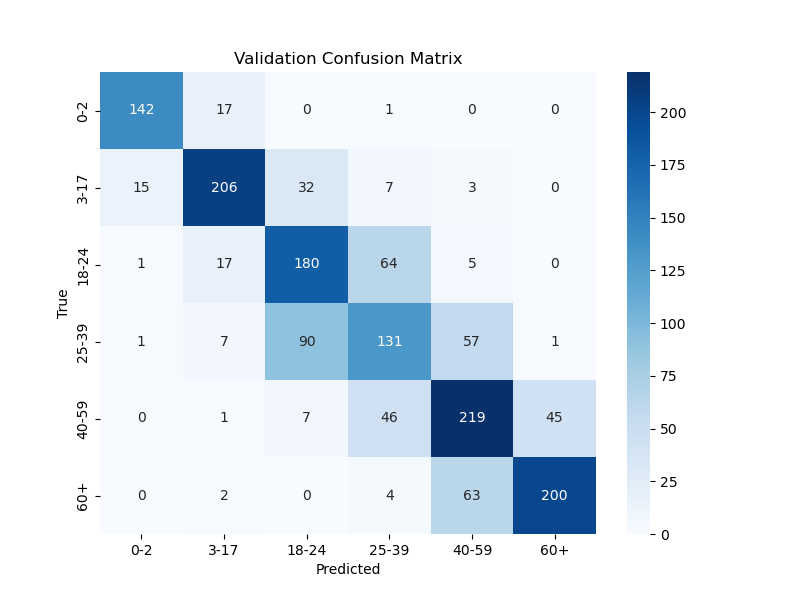 Validation Confusion Matrix
0-2 142 17 0 1 0 0
3-17 15 206 32 7 3 0
18-24 1 17 180 64 5 0
25-39 1 7 90 131 57 1
40-59 0 1 7 46 219 45
60+ 0 2 0 4 63 200
True
0-2 3-17 18-24 25-39 40-59 60+
Predicted
200
175
150
125
100
75
50
25
0